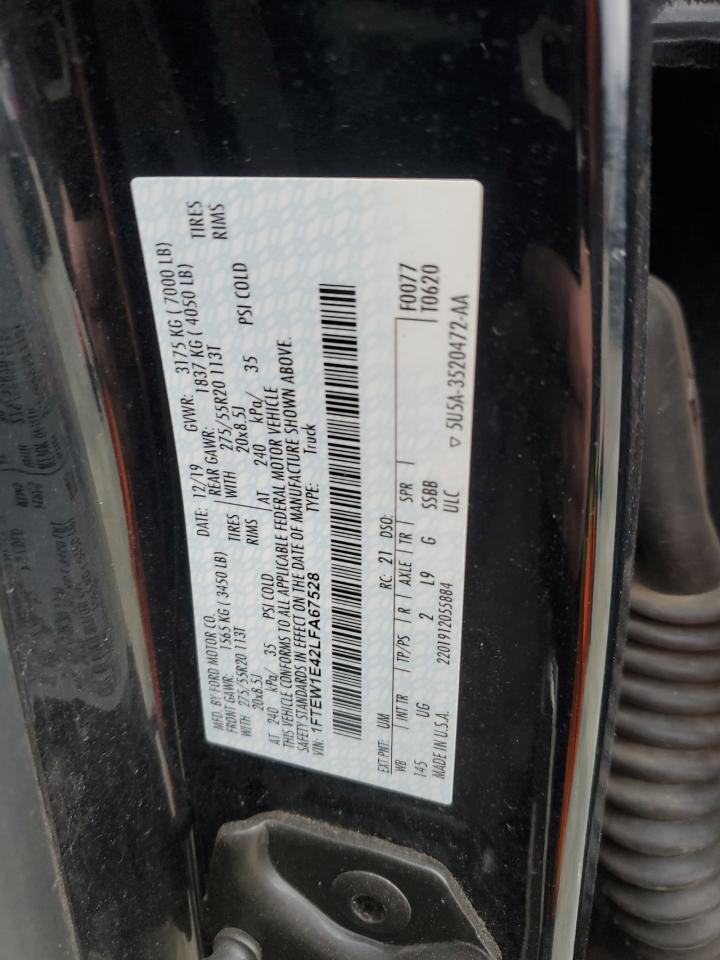 MFD. BY FORD MOTOR CO. DATE: 12/19 GVWR: 3175 KG ( 7000 LB)
FRONT GAWR: 1565 KG ( 3450 LB) REAR GAWR: 1837 KG ( 4050 LB)
WITH 275/55R20 113T TIRES WITH 275/55R20 113T TIRES
20x8.5J RIMS 20x8.5J RIMS
AT 240 kPa/ 35 PSI COLD AT 240 kPa/ 35 PSI COLD
THIS VEHICLE CONFORMS TO ALL APPLICABLE FEDERAL MOTOR VEHICLE
SAFETY STANDARDS IN EFFECT ON THE DATE OF MANUFACTURE SHOWN ABOVE.
VIN: 1FTEW1E42LFA67528 TYPE: Truck
EXT PNT: UM RC: 21 DSO: F0077
WB INT TR TP/PS R AXLE TR SPR T0620
145 UG 2 L9 G SSBB
MADE IN U.S.A. 2201912055884 ULC ▽ 5U5A-3520472-AA